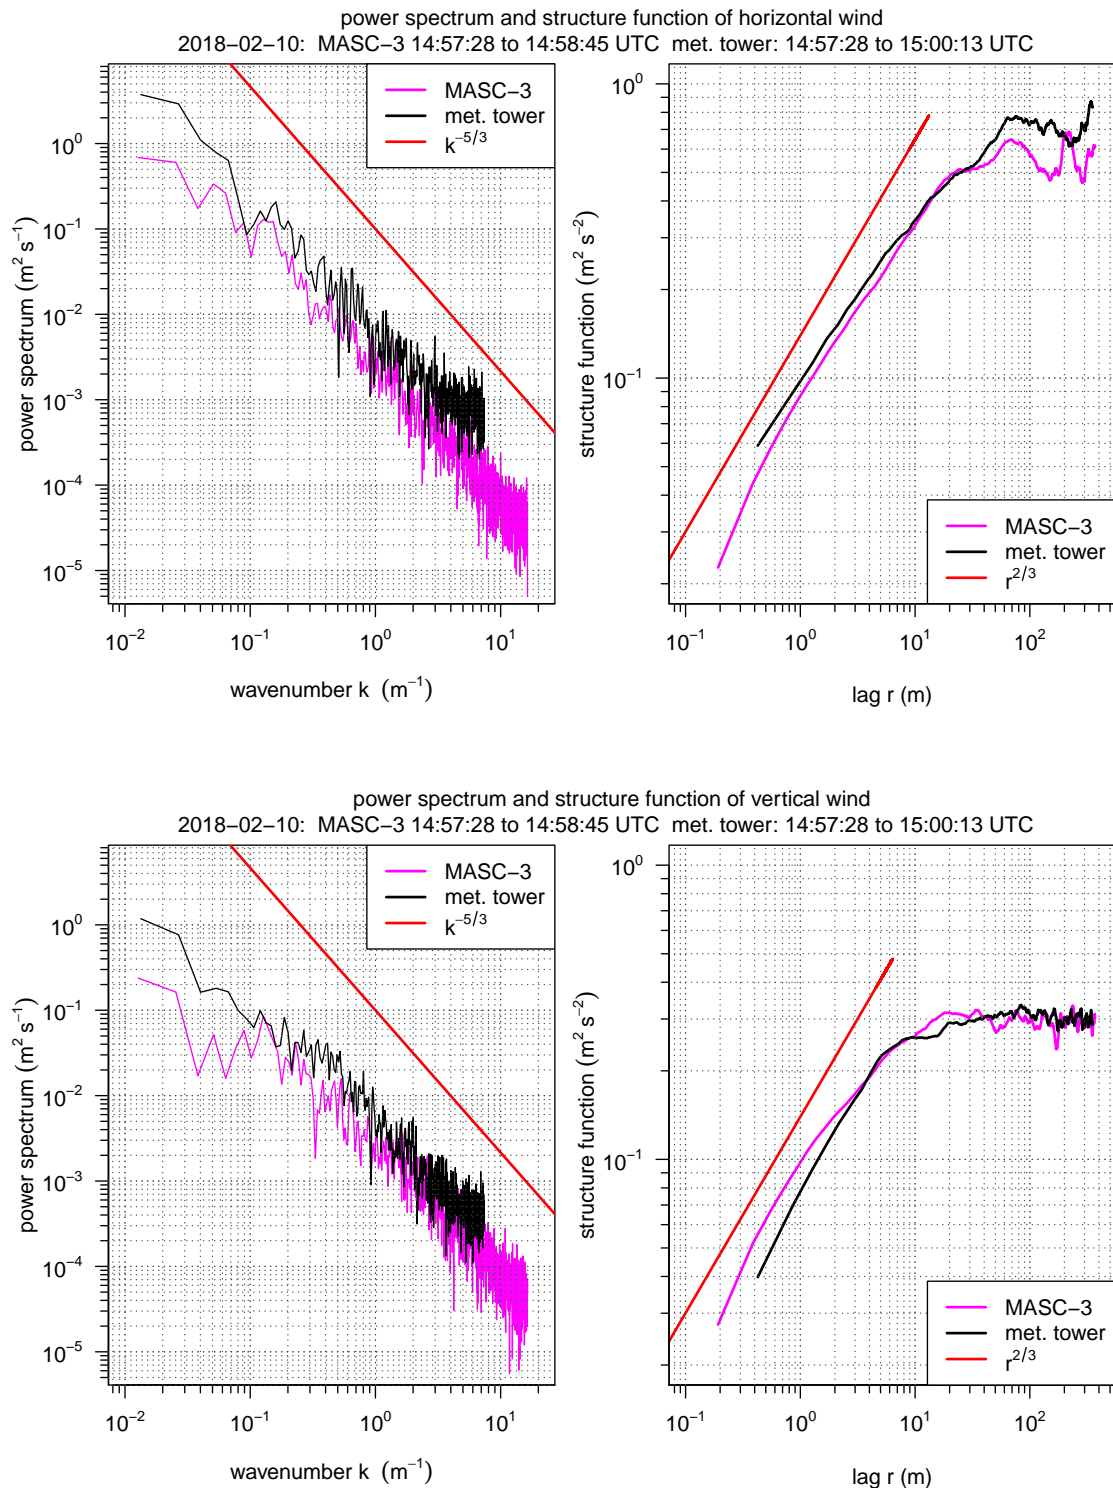 power spectrum and structure function of horizontal wind
2018−02−10: MASC−3 14:57:28 to 14:58:45 UTC met. tower: 14:57:28 to 15:00:13 UTC
MASC−3
met. tower
k^{−5/3}
power spectrum (m² s⁻¹)
10⁰
10⁻¹
10⁻²
10⁻³
10⁻⁴
10⁻⁵
10⁻² 10⁻¹ 10⁰ 10¹
wavenumber k (m⁻¹)
structure function (m² s⁻²)
10⁰
10⁻¹
MASC−3
met. tower
r^{2/3}
10⁻¹ 10⁰ 10¹ 10²
lag r (m)
power spectrum and structure function of vertical wind
2018−02−10: MASC−3 14:57:28 to 14:58:45 UTC met. tower: 14:57:28 to 15:00:13 UTC
MASC−3
met. tower
k^{−5/3}
power spectrum (m² s⁻¹)
10⁰
10⁻¹
10⁻²
10⁻³
10⁻⁴
10⁻⁵
10⁻² 10⁻¹ 10⁰ 10¹
wavenumber k (m⁻¹)
structure function (m² s⁻²)
10⁰
10⁻¹
MASC−3
met. tower
r^{2/3}
10⁻¹ 10⁰ 10¹ 10²
lag r (m)